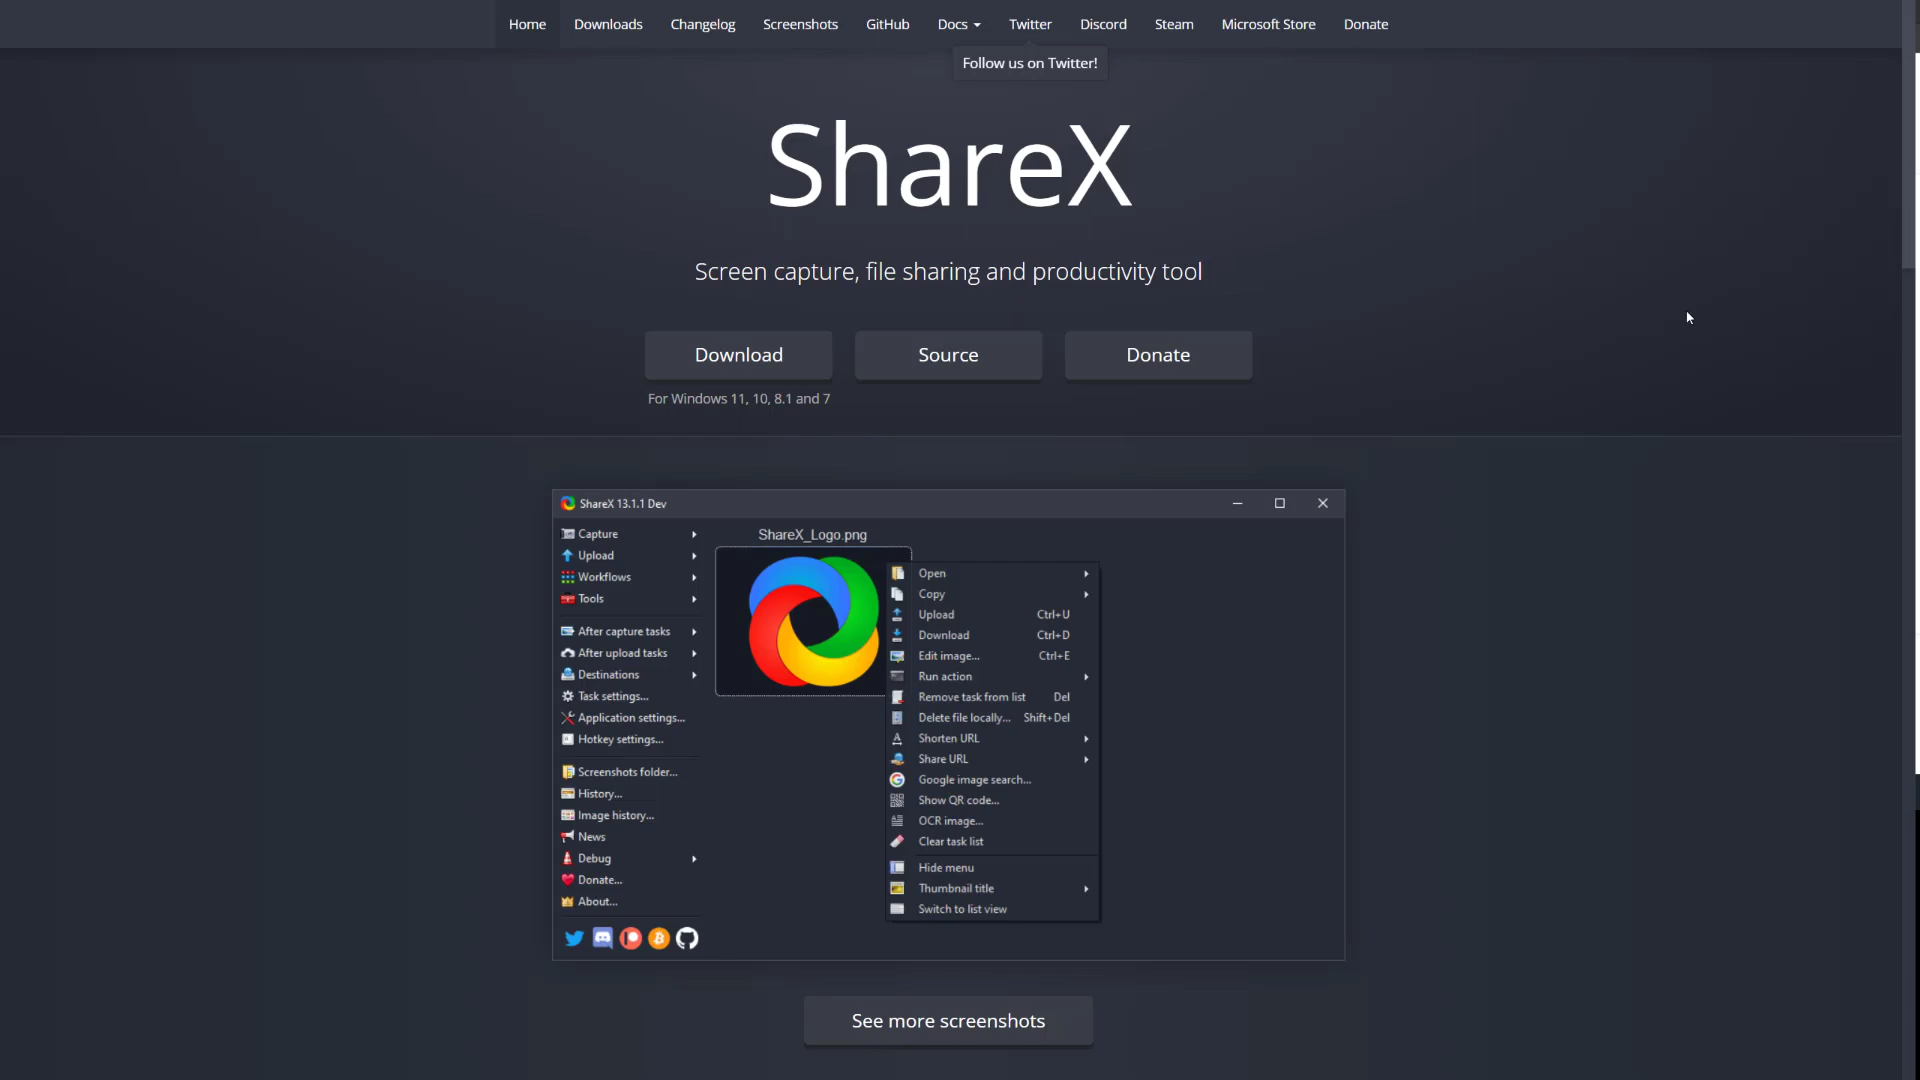 Home Downloads Changelog Screenshots GitHub Docs Twitter Discord Steam Microsoft Store Donate
Follow us on Twitter!
ShareX
Screen capture, file sharing and productivity tool
Download Source Donate
For Windows 11, 10, 8.1 and 7
ShareX 13.1.1 Dev
Capture
Upload
Workflows
Tools
After capture tasks
After upload tasks
Destinations
Task settings...
Application settings...
Hotkey settings...
Screenshots folder...
History...
Image history...
News
Debug
Donate...
About...
ShareX_Logo.png
Open
Copy
Upload Ctrl+U
Download Ctrl+D
Edit image... Ctrl+E
Run action
Remove task from list Del
Delete file locally... Shift+Del
Shorten URL
Share URL
Google image search...
Show QR code...
OCR image...
Clear task list
Hide menu
Thumbnail title
Switch to list view
See more screenshots